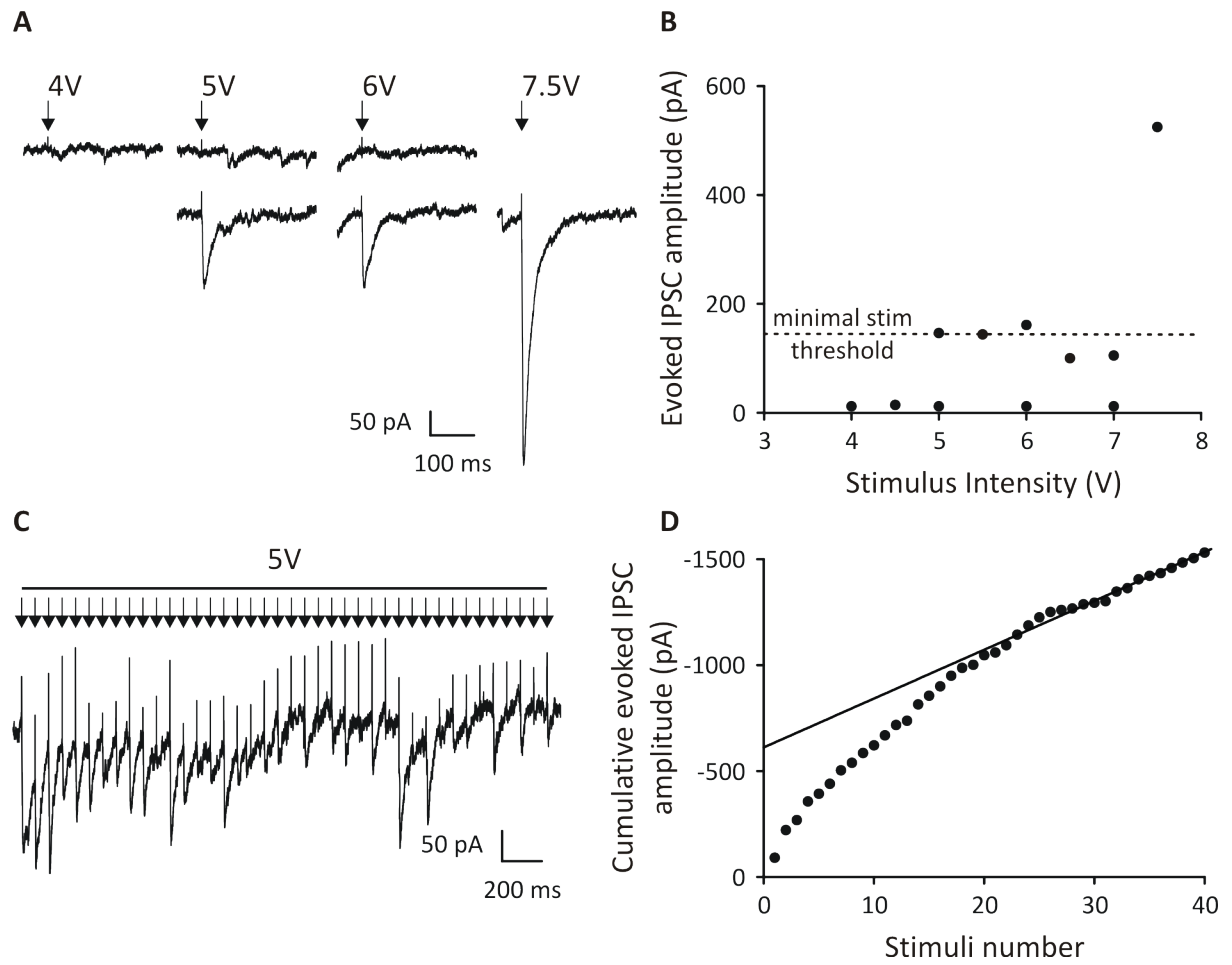 A
4V
5V
6V
7.5V
50 pA
100 ms
B
Evoked IPSC amplitude (pA)
600
400
200
0
minimal stim
threshold
3
4
5
6
7
8
Stimulus Intensity (V)
C
5V
50 pA
200 ms
D
Cumulative evoked IPSC
amplitude (pA)
-1500
-1000
-500
0
0
10
20
30
40
Stimuli number